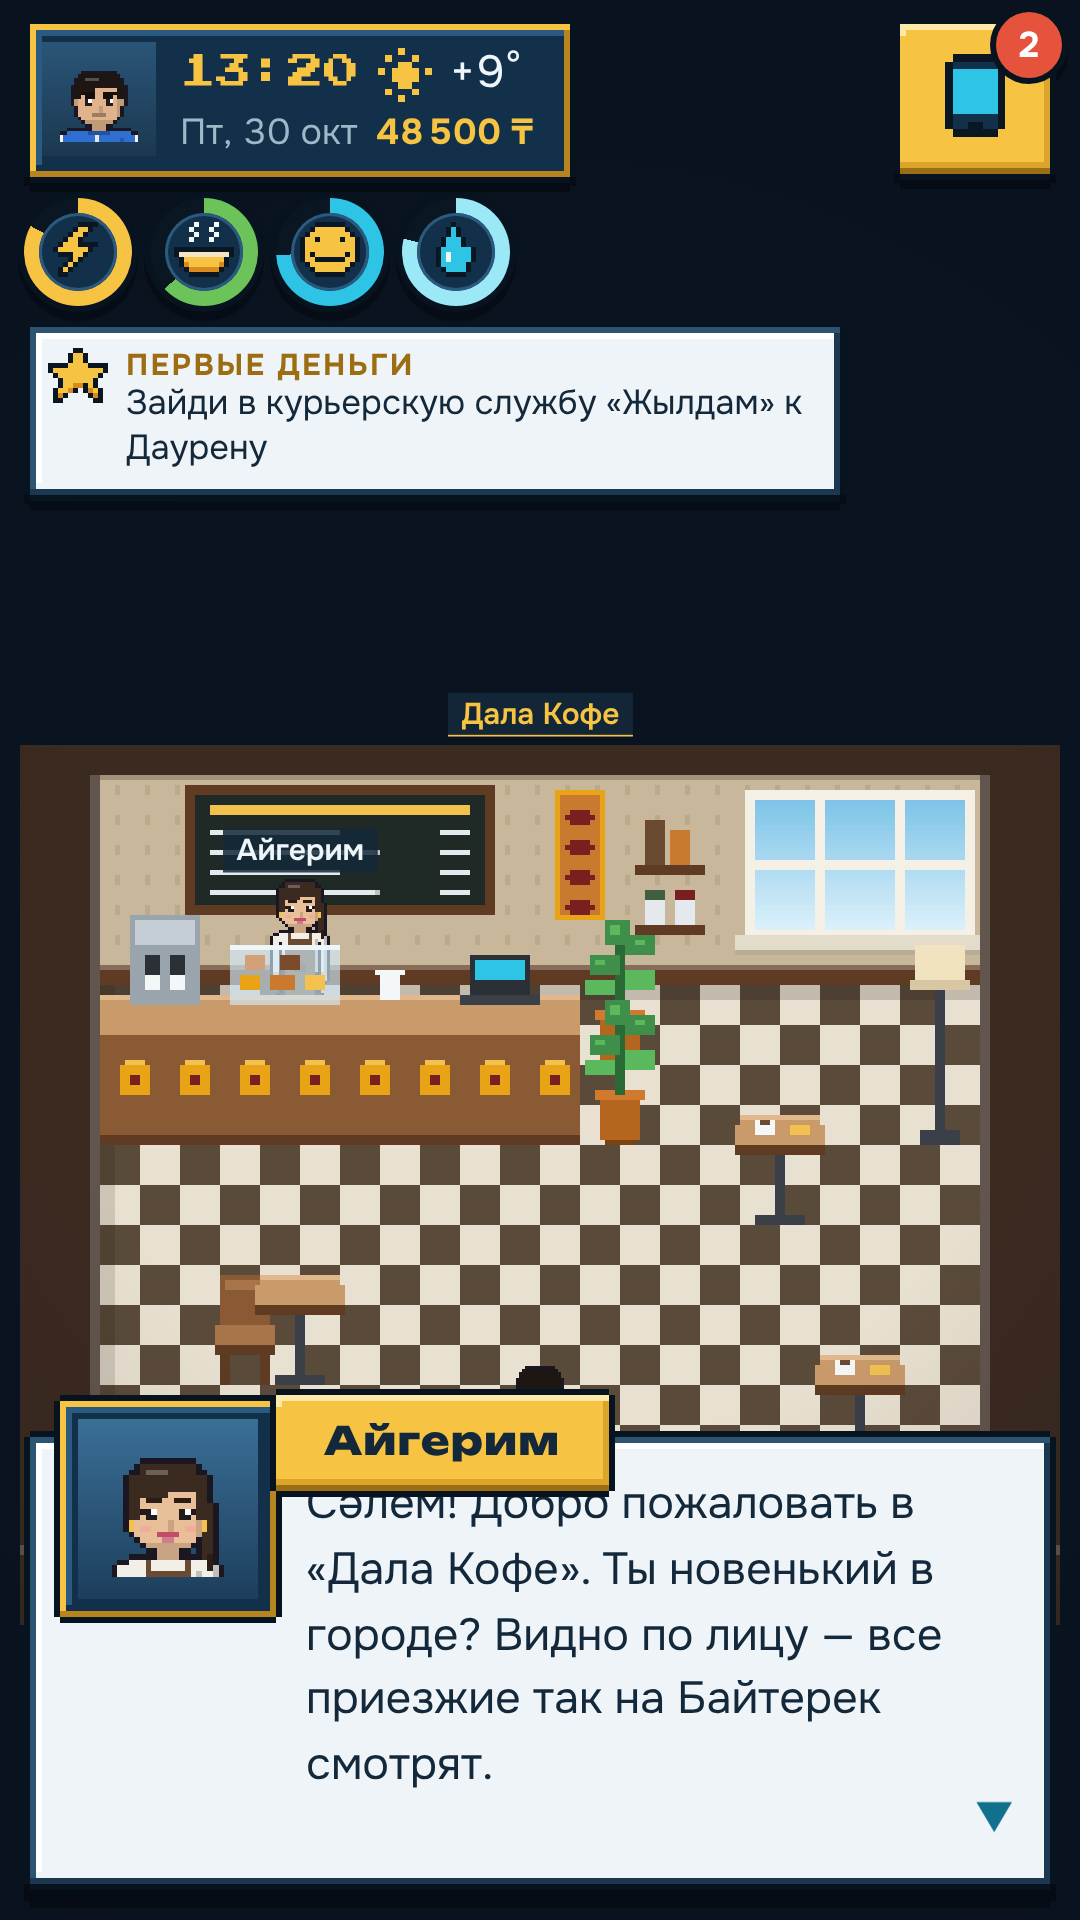 13:20 +9°
2
Пт, 30 окт 48 500 ₸
ПЕРВЫЕ ДЕНЬГИ
Зайди в курьерскую службу «Жылдам» к
Даурену
Дала Кофе
Айгерим
Айгерим
Сәлем! Добро пожаловать в
«Дала Кофе». Ты новенький в
городе? Видно по лицу — все
приезжие так на Байтерек
смотрят.